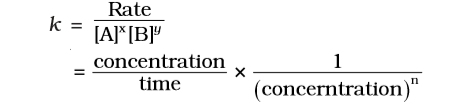 k = Rate / [A]ˣ[B]ʸ
= concentration / time × 1 / (concerntration)ⁿ